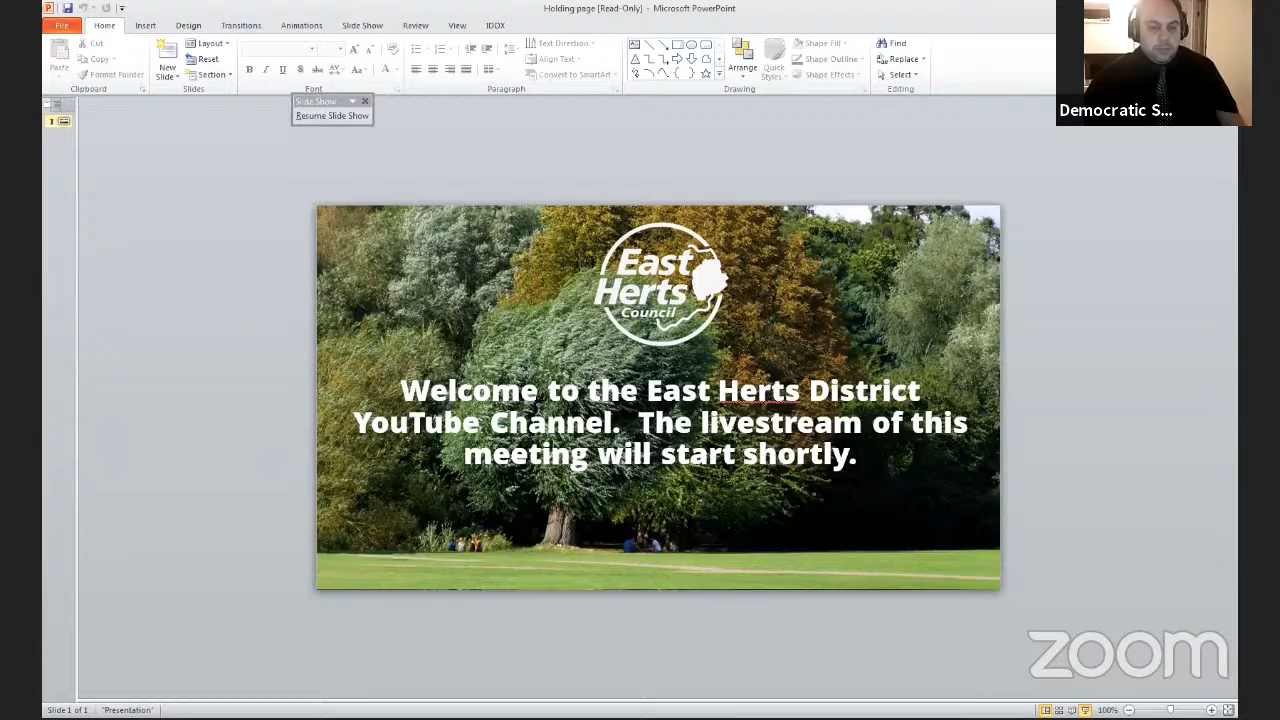 Holding page [Read-Only] - Microsoft PowerPoint
File Home Insert Design Transitions Animations Slide Show Review View IDOX
Paste
Cut
Copy
Format Painter
Clipboard
New
Slide
Layout
Reset
Section
Slides
B I U S abc AV Aa A
Font
Text Direction
Align Text
Convert to SmartArt
Paragraph
Arrange
Quick
Styles
Shape Fill
Shape Outline
Shape Effects
Drawing
Find
Replace
Select
Editing
Democratic S...
Slide Show
Resume Slide Show
1
East
Herts
Council
Welcome to the East Herts District
YouTube Channel. The livestream of this
meeting will start shortly.
zoom
Slide 1 of 1 "Presentation" 100%